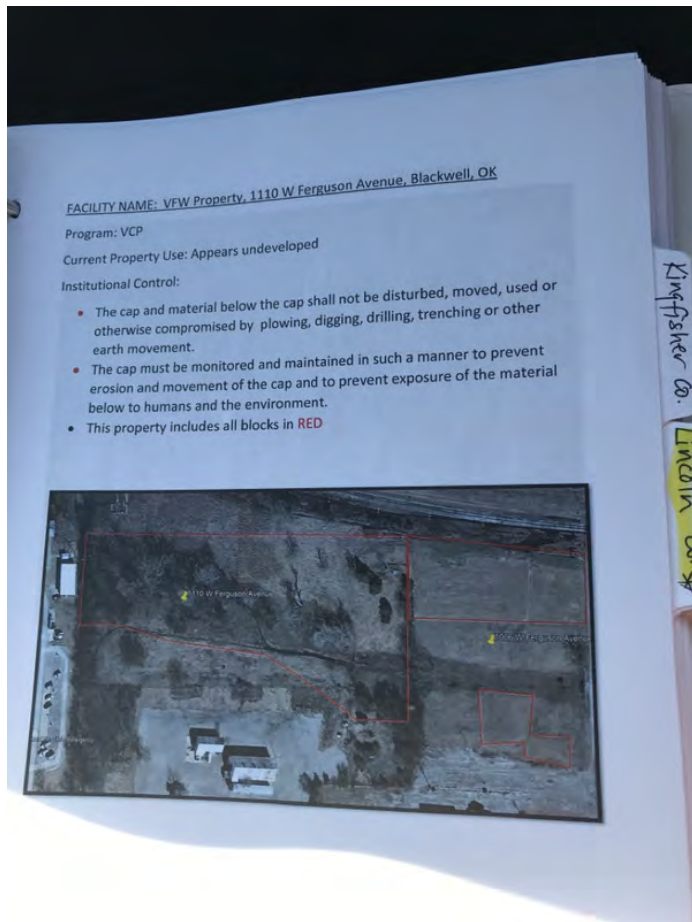 FACILITY NAME: VFW Property, 1110 W Ferguson Avenue, Blackwell, OK
Program: VCP
Current Property Use: Appears undeveloped
Institutional Control:
• The cap and material below the cap shall not be disturbed, moved, used or
otherwise compromised by plowing, digging, drilling, trenching or other
earth movement.
• The cap must be monitored and maintained in such a manner to prevent
erosion and movement of the cap and to prevent exposure of the material
below to humans and the environment.
• This property includes all blocks in RED
1110 W Ferguson Avenue
W Ferguson Avenue
Kingfisher Co.
Lincoln Co.